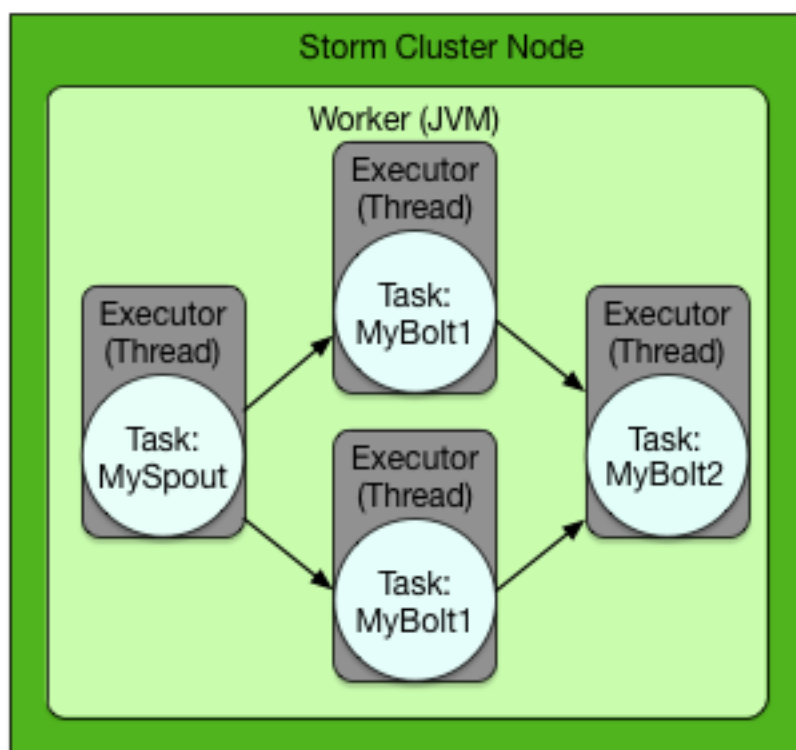 Storm Cluster Node
Worker (JVM)
Executor
(Thread)
Task:
MySpout
Executor
(Thread)
Task:
MyBolt1
Executor
(Thread)
Task:
MyBolt1
Executor
(Thread)
Task:
MyBolt2